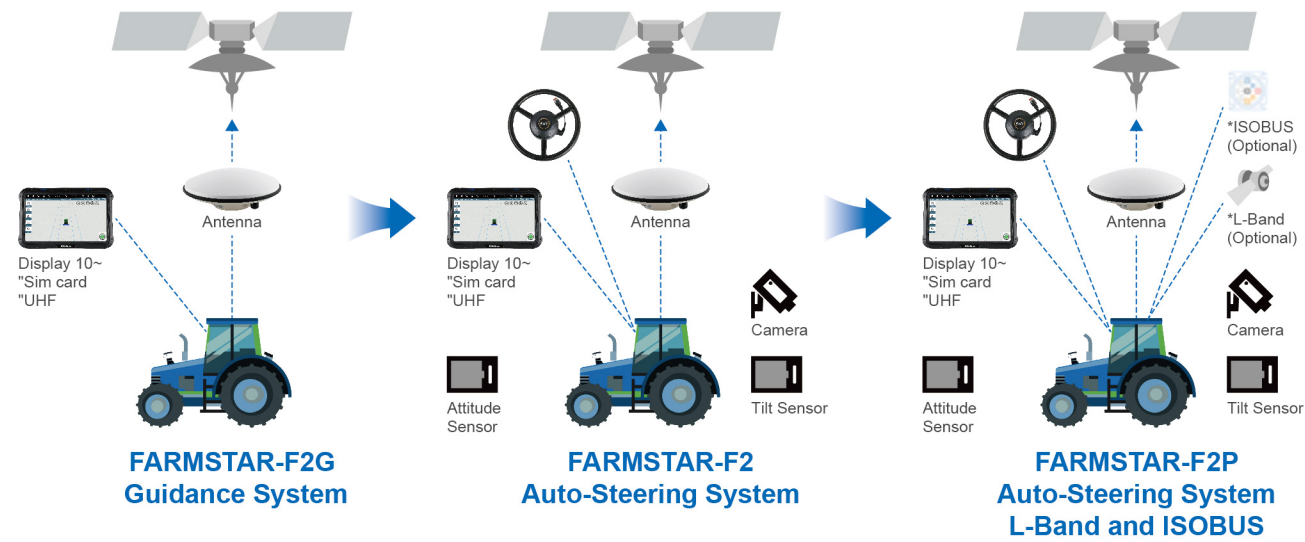 Antenna
Display 10~
"Sim card
"UHF
FARMSTAR-F2G
Guidance System
Antenna
Display 10~
"Sim card
"UHF
Camera
Attitude
Sensor
Tilt Sensor
FARMSTAR-F2
Auto-Steering System
*ISOBUS
(Optional)
Antenna
*L-Band
(Optional)
Display 10~
"Sim card
"UHF
Camera
Attitude
Sensor
Tilt Sensor
FARMSTAR-F2P
Auto-Steering System
L-Band and ISOBUS